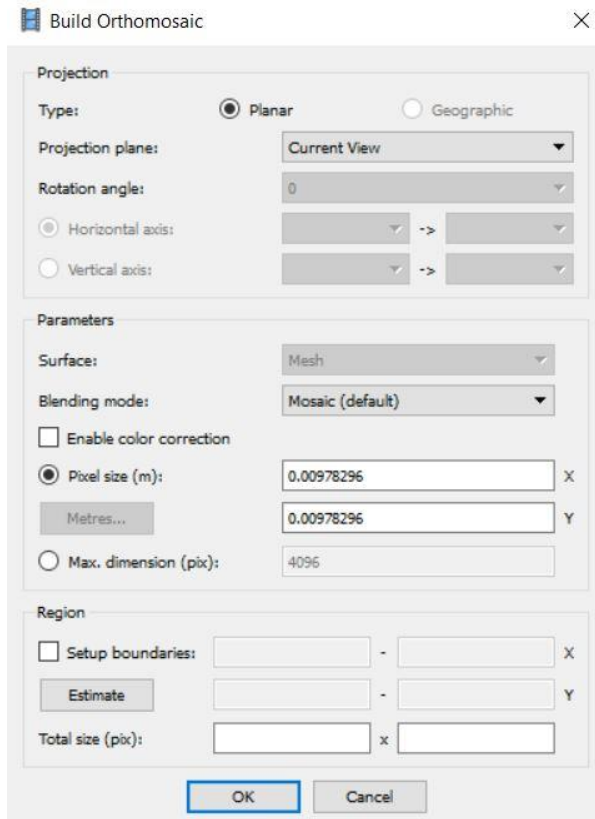 Build Orthomosaic
Projection
Type: Planar Geographic
Projection plane: Current View
Rotation angle: 0
Horizontal axis: ->
Vertical axis: ->
Parameters
Surface: Mesh
Blending mode: Mosaic (default)
Enable color correction
Pixel size (m): 0.00978296 X
Metres... 0.00978296 Y
Max. dimension (pix): 4096
Region
Setup boundaries: - X
Estimate - Y
Total size (pix): x
OK Cancel